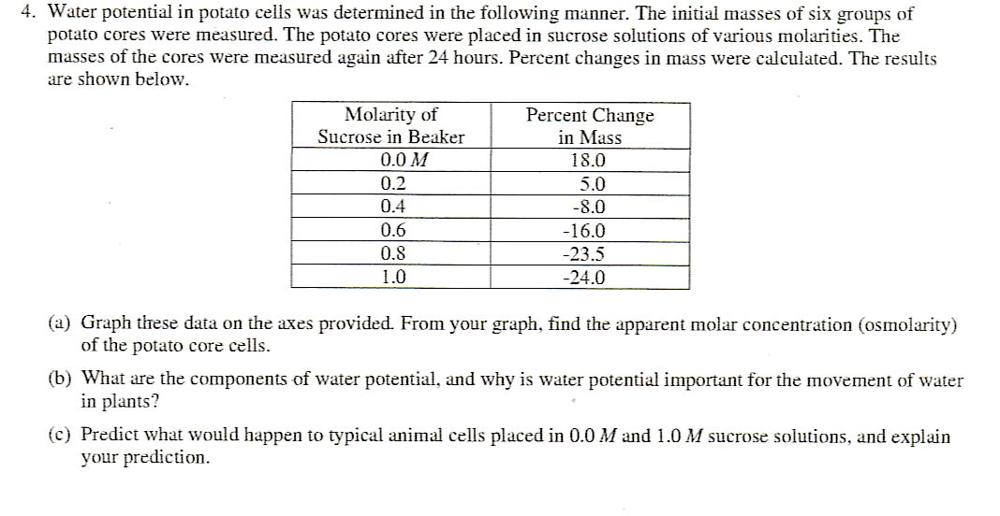 4. Water potential in potato cells was determined in the following manner. The initial masses of six groups of
potato cores were measured. The potato cores were placed in sucrose solutions of various molarities. The
masses of the cores were measured again after 24 hours. Percent changes in mass were calculated. The results
are shown below.
Molarity of Sucrose in Beaker Percent Change in Mass
0.0 M 18.0
0.2 5.0
0.4 -8.0
0.6 -16.0
0.8 -23.5
1.0 -24.0
(a) Graph these data on the axes provided. From your graph, find the apparent molar concentration (osmolarity)
of the potato core cells.
(b) What are the components of water potential, and why is water potential important for the movement of water
in plants?
(c) Predict what would happen to typical animal cells placed in 0.0 M and 1.0 M sucrose solutions, and explain
your prediction.